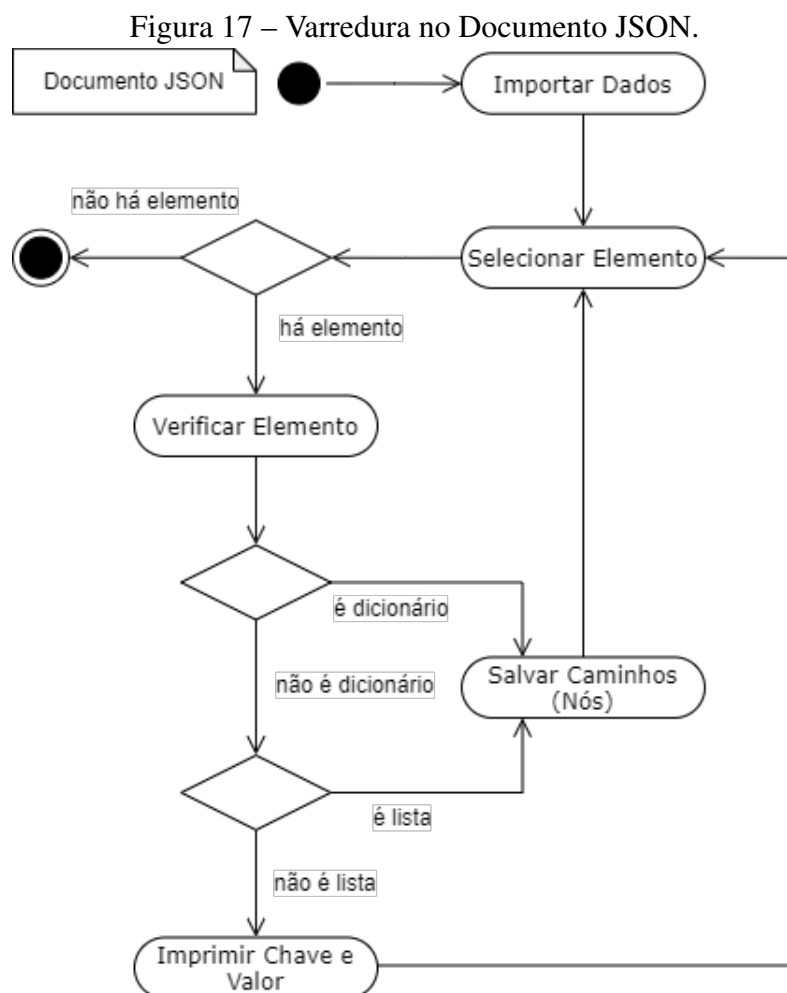 Figura 17 – Varredura no Documento JSON.
Documento JSON
Importar Dados
não há elemento
Selecionar Elemento
há elemento
Verificar Elemento
é dicionário
não é dicionário
Salvar Caminhos
(Nós)
é lista
não é lista
Imprimir Chave e
Valor